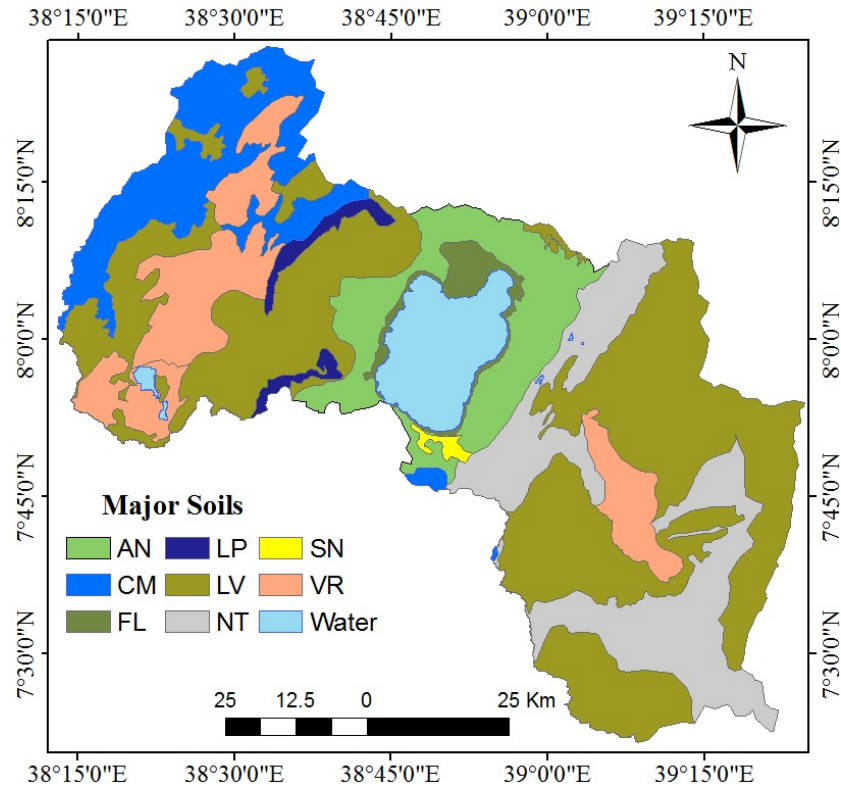 38°15'0"E 38°30'0"E 38°45'0"E 39°0'0"E 39°15'0"E
N
8°15'0"N 8°15'0"N
8°0'0"N 8°0'0"N
7°45'0"N 7°45'0"N
Major Soils
AN LP SN
CM LV VR
FL NT Water
7°30'0"N 7°30'0"N
25 12.5 0 25 Km
38°15'0"E 38°30'0"E 38°45'0"E 39°0'0"E 39°15'0"E